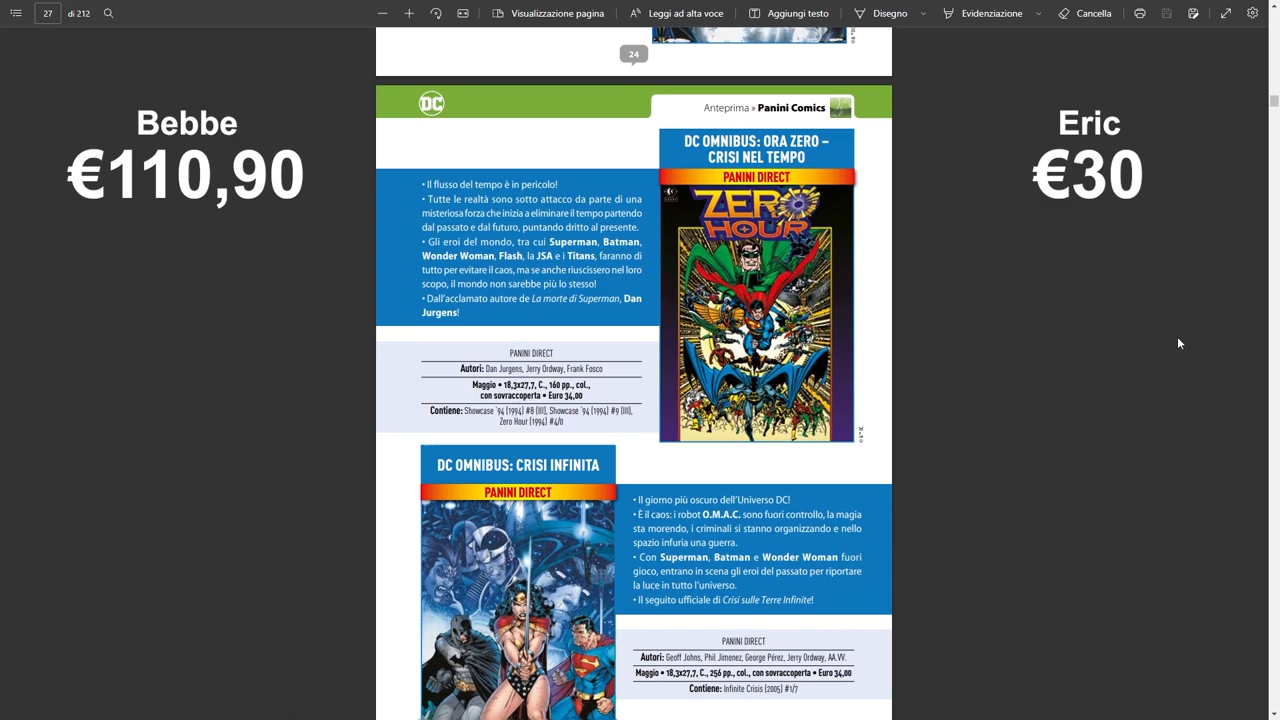 27
di 212
Disegno
Evidenziazione
Cancella
24
Bebbe
€110,90
Eric
€30
DC
Anteprima » Panini Comics
DC OMNIBUS: ORA ZERO –
CRISI NEL TEMPO
PANINI DIRECT
ZERO
HOUR
• Il flusso del tempo è in pericolo!
• Tutte le realtà sono sotto attacco da parte di una
misteriosa forza che inizia a eliminare il tempo partendo
dal passato e dal futuro, puntando dritto al presente.
• Gli eroi del mondo, tra cui Superman, Batman,
Wonder Woman, Flash, la JSA e i Titans, faranno di
tutto per evitare il caos, ma se anche riuscissero nel loro
scopo, il mondo non sarebbe più lo stesso!
• Dall'acclamato autore de La morte di Superman, Dan
Jurgens!
PANINI DIRECT
Autori: Dan Jurgens, Jerry Ordway, Frank Fosco
Maggio • 18,3x27,7, C., 160 pp., col.,
con sovraccoperta • Euro 34,00
Contiene: Showcase '94 (1994) #8 (III), Showcase '94 (1994) #9 (III),
Zero Hour (1994) #4/0
DC OMNIBUS: CRISI INFINITA
PANINI DIRECT
• Il giorno più oscuro dell'Universo DC!
• È il caos: i robot O.M.A.C. sono fuori controllo, la magia
sta morendo, i criminali si stanno organizzando e nello
spazio infuria una guerra.
• Con Superman, Batman e Wonder Woman fuori
gioco, entrano in scena gli eroi del passato per riportare
la luce in tutto l'universo.
• Il seguito ufficiale di Crisi sulle Terre Infinite!
PANINI DIRECT
Autori: Geoff Johns, Phil Jimenez, George Pérez, Jerry Ordway, AA.VV.
Maggio • 18,3x27,7, C., 256 pp., col., con sovraccoperta • Euro 34,00
Contiene: Infinite Crisis (2005) #1/7